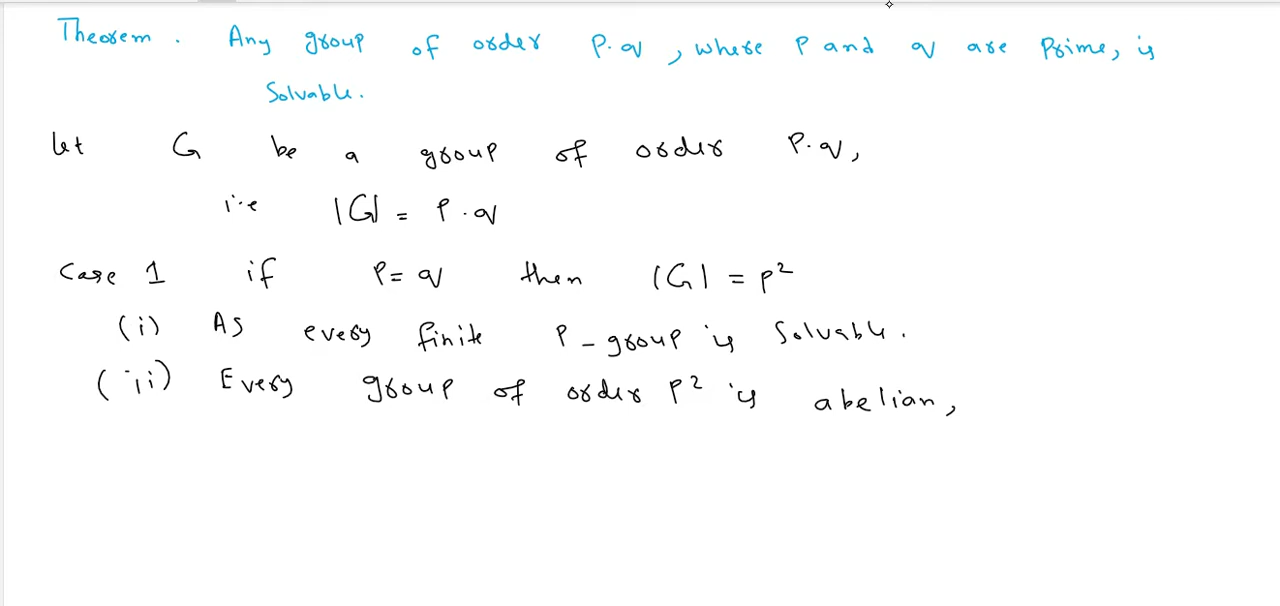 Theorem. Any group of order p.q, where p and q are Prime, is
Solvable.
let G be a group of order p.q,
i.e |G| = p.q
Case 1 if p=q then |G| = p²
(i) As every finite p-group is Solvable.
(ii) Every group of order p² is abelian,